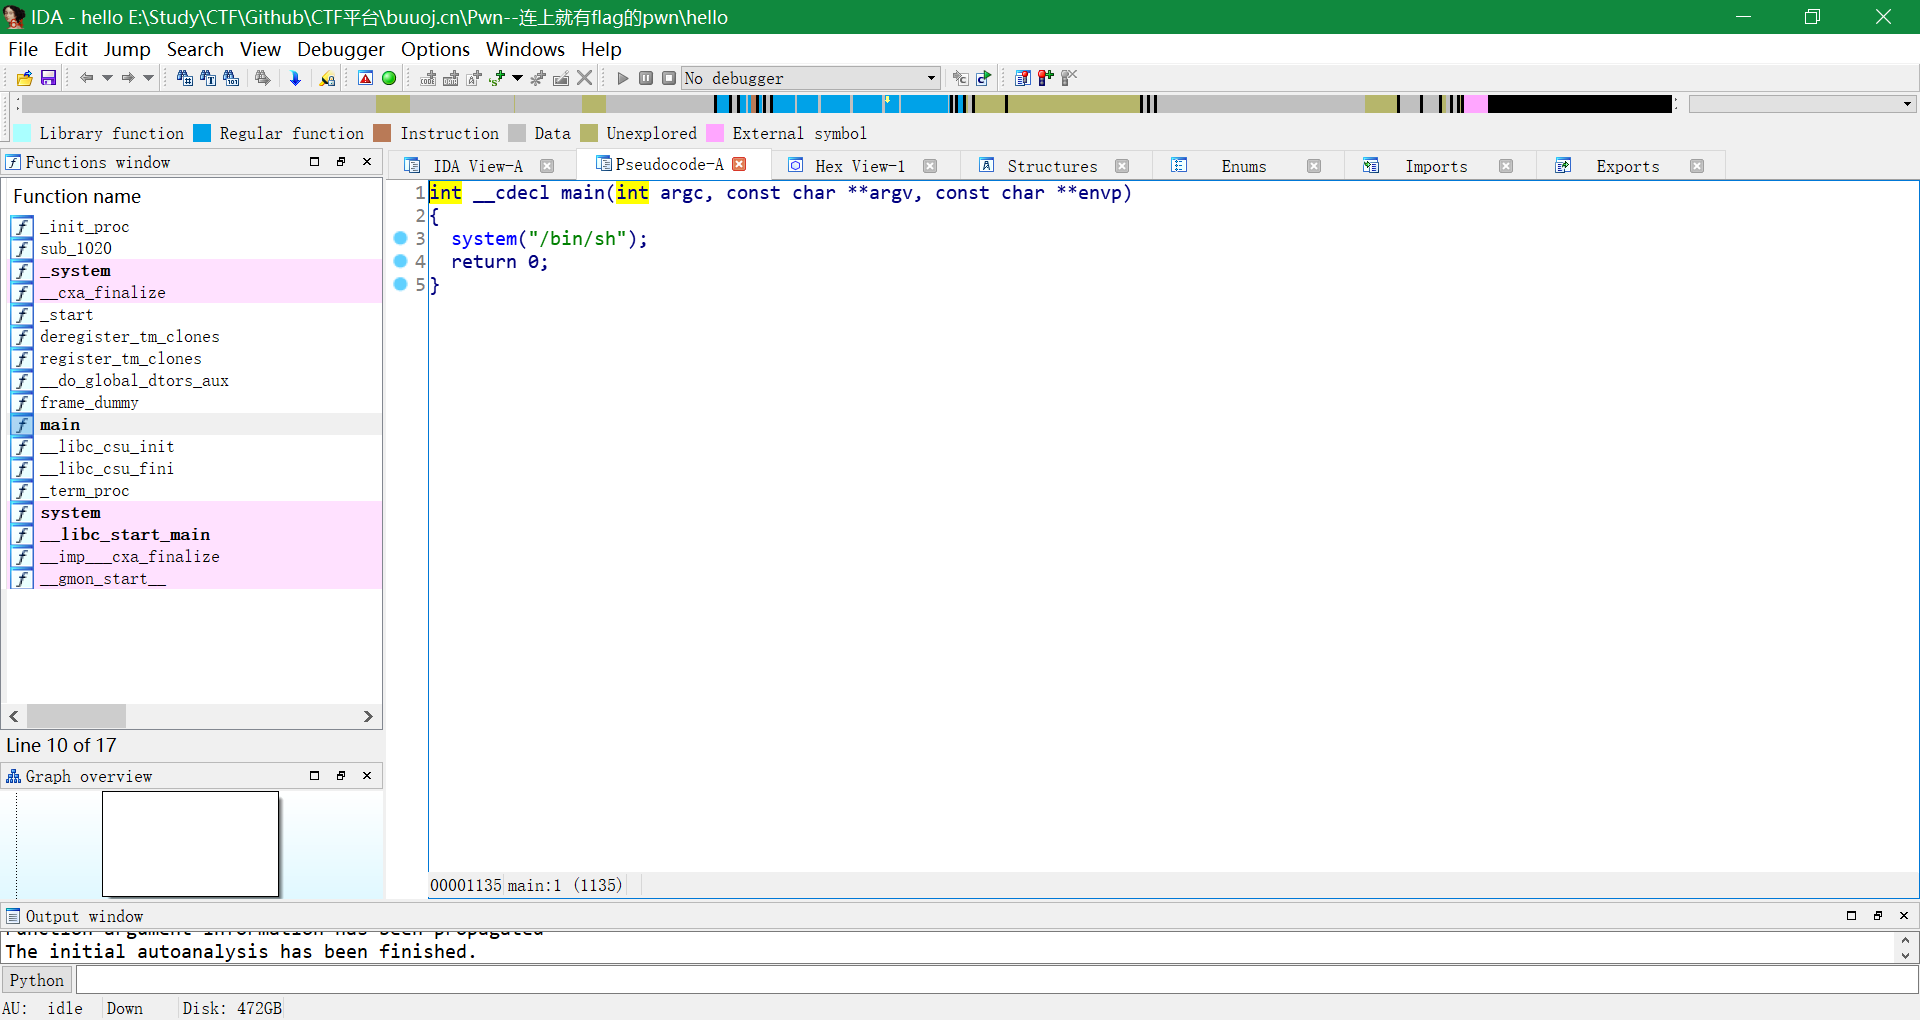 IDA - hello E:\Study\CTF\Github\CTF平台\buuoj.cn\Pwn--连上就有flag的pwn\hello
File Edit Jump Search View Debugger Options Windows Help
No debugger
Library function Regular function Instruction Data Unexplored External symbol
Functions window
IDA View-A Pseudocode-A Hex View-1 Structures Enums Imports Exports
Function name
_init_proc
sub_1020
_system
__cxa_finalize
_start
deregister_tm_clones
register_tm_clones
__do_global_dtors_aux
frame_dummy
main
__libc_csu_init
__libc_csu_fini
_term_proc
system
__libc_start_main
__imp___cxa_finalize
__gmon_start__
Line 10 of 17
Graph overview
1 int __cdecl main(int argc, const char **argv, const char **envp)
2 {
3 system("/bin/sh");
4 return 0;
5 }
00001135 main:1 (1135)
Output window
Function argument information has been propagated
The initial autoanalysis has been finished.
Python
AU: idle Down Disk: 472GB